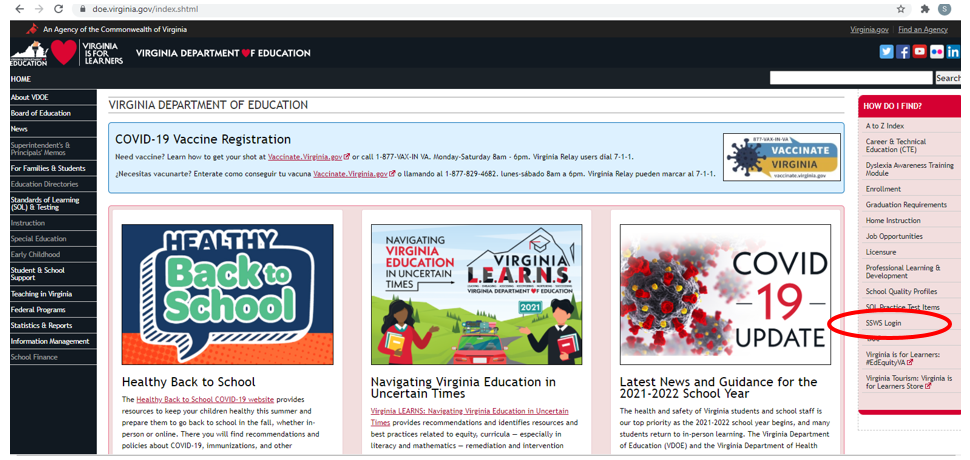 doe.virginia.gov/index.shtml
S
An Agency of the Commonwealth of Virginia
Virginia.gov Find an Agency
EDUCATION
VIRGINIA
IS FOR
LEARNERS
VIRGINIA DEPARTMENT OF EDUCATION
HOME
Search
About VDOE
Board of Education
News
Superintendent's &
Principals' Memos
For Families & Students
Education Directories
Standards of Learning
(SOL) & Testing
Instruction
Special Education
Early Childhood
Student & School
Support
Teaching in Virginia
Federal Programs
Statistics & Reports
Information Management
School Finance
VIRGINIA DEPARTMENT OF EDUCATION
COVID-19 Vaccine Registration
Need vaccine? Learn how to get your shot at Vaccinate.Virginia.gov or call 1-877-VAX-IN VA. Monday-Saturday 8am - 6pm. Virginia Relay users dial 7-1-1.
¿Necesitas vacunarte? Enterate como conseguir tu vacuna Vaccinate.Virginia.gov o llamando al 1-877-829-4682. lunes-sábado 8am a 6pm. Virginia Relay pueden marcar al 7-1-1.
877-VAX-IN-VA
VACCINATE
VIRGINIA
vaccinate.virginia.gov
HEALTHY
Back to
School
Healthy Back to School
The Healthy Back to School COVID-19 website provides
resources to keep your children healthy this summer and
prepare them to go back to school in the fall, whether in-
person or online. There you will find recommendations and
policies about COVID-19, immunizations, and other
NAVIGATING
VIRGINIA
EDUCATION
IN UNCERTAIN
TIMES
VIRGINIA
L.E.A.R.N.S.
VIRGINIA DEPARTMENT OF EDUCATION
2021
Navigating Virginia Education in
Uncertain Times
Virginia LEARNS: Navigating Virginia Education in Uncertain
Times provides recommendations and identifies resources and
best practices related to equity, curricula — especially in
literacy and mathematics — remediation and intervention
COVID
-19-
UPDATE
Latest News and Guidance for the
2021-2022 School Year
The health and safety of Virginia students and school staff is
our top priority as the 2021-2022 school year begins, and many
students return to in-person learning. The Virginia Department
of Education (VDOE) and the Virginia Department of Health
HOW DO I FIND?
A to Z Index
Career & Technical
Education (CTE)
Dyslexia Awareness Training
Module
Enrollment
Graduation Requirements
Home Instruction
Job Opportunities
Licensure
Professional Learning &
Development
School Quality Profiles
SOL Practice Test Items
SSWS Login
Virginia is for Learners:
#EdEquityVA
Virginia Tourism: Virginia is
for Learners Store